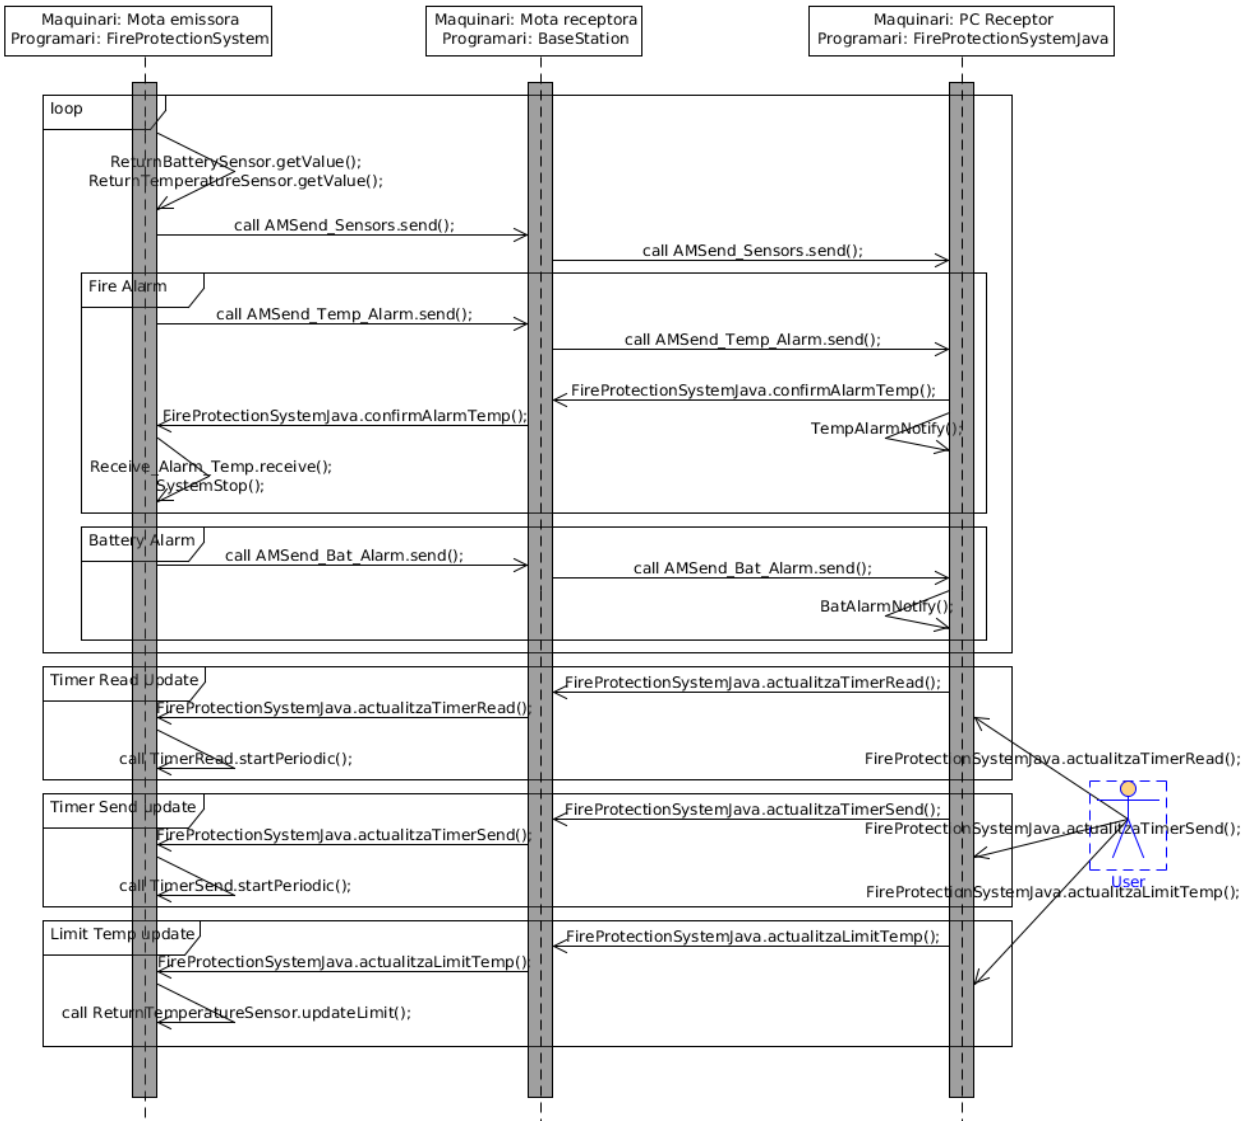 Maquinari: Mota emissora
Programari: FireProtectionSystem
Maquinari: Mota receptora
Programari: BaseStation
Maquinari: PC Receptor
Programari: FireProtectionSystemJava
loop
ReturnBatterySensor.getValue();
ReturnTemperatureSensor.getValue();
call AMSend_Sensors.send();
call AMSend_Sensors.send();
Fire Alarm
call AMSend_Temp_Alarm.send();
call AMSend_Temp_Alarm.send();
FireProtectionSystemJava.confirmAlarmTemp();
FireProtectionSystemJava.confirmAlarmTemp();
TempAlarmNotify();
Receive_Alarm_Temp.receive();
SystemStop();
Battery Alarm
call AMSend_Bat_Alarm.send();
call AMSend_Bat_Alarm.send();
BatAlarmNotify();
Timer Read Update
FireProtectionSystemJava.actualitzaTimerRead();
FireProtectionSystemJava.actualitzaTimerRead();
call TimerRead.startPeriodic();
FireProtectionSystemJava.actualitzaTimerRead();
Timer Send update
FireProtectionSystemJava.actualitzaTimerSend();
FireProtectionSystemJava.actualitzaTimerSend();
FireProtectionSystemJava.actualitzaTimerSend();
call TimerSend.startPeriodic();
User
FireProtectionSystemJava.actualitzaLimitTemp();
Limit Temp update
FireProtectionSystemJava.actualitzaLimitTemp();
FireProtectionSystemJava.actualitzaLimitTemp();
call ReturnTemperatureSensor.updateLimit();